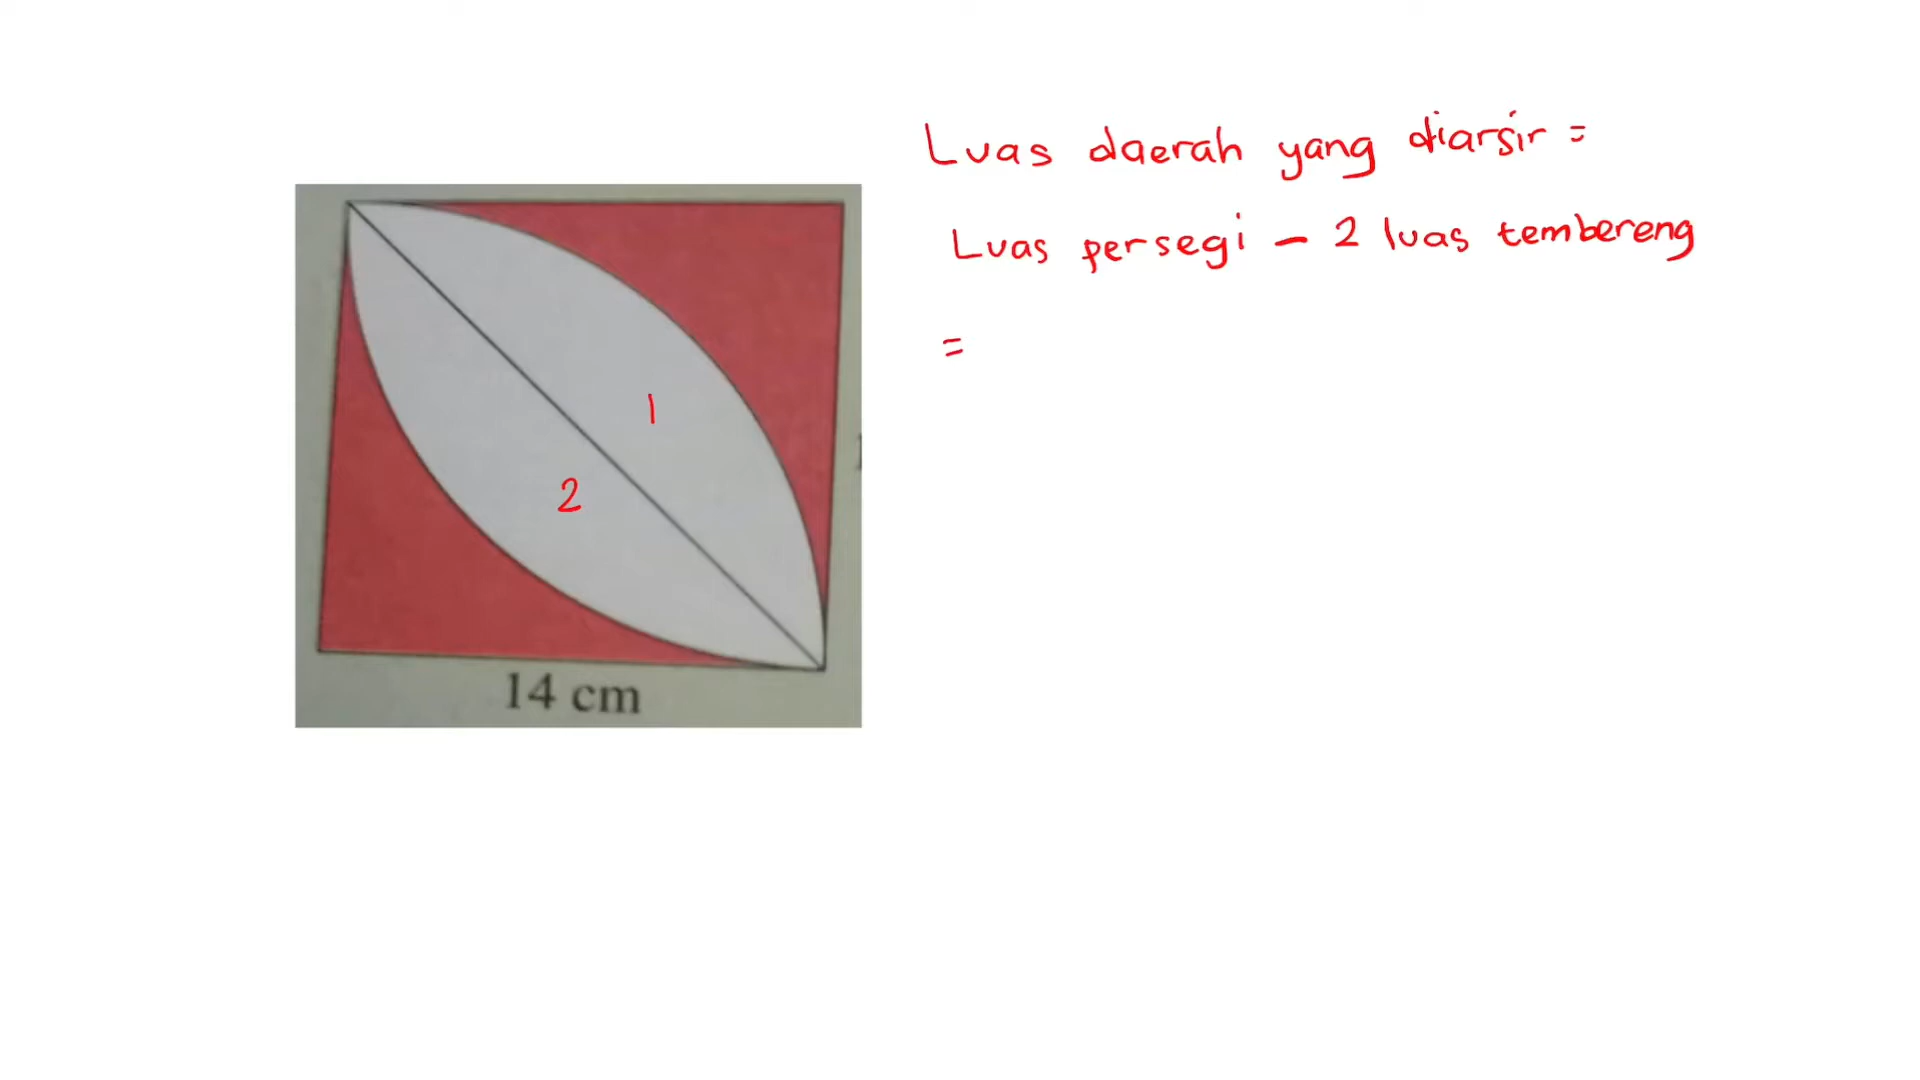 Luas daerah yang diarsir =
Luas persegi - 2 luas tembereng
=
1
2
14 cm